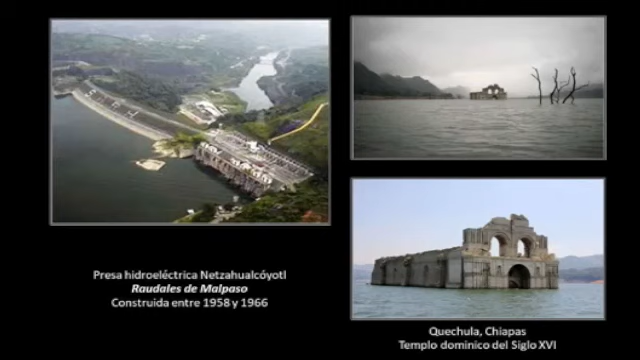 Presa hidroeléctrica Netzahualcóyotl
Raudales de Malpaso
Construida entre 1958 y 1966
Quechula, Chiapas
Templo dominico del Siglo XVI